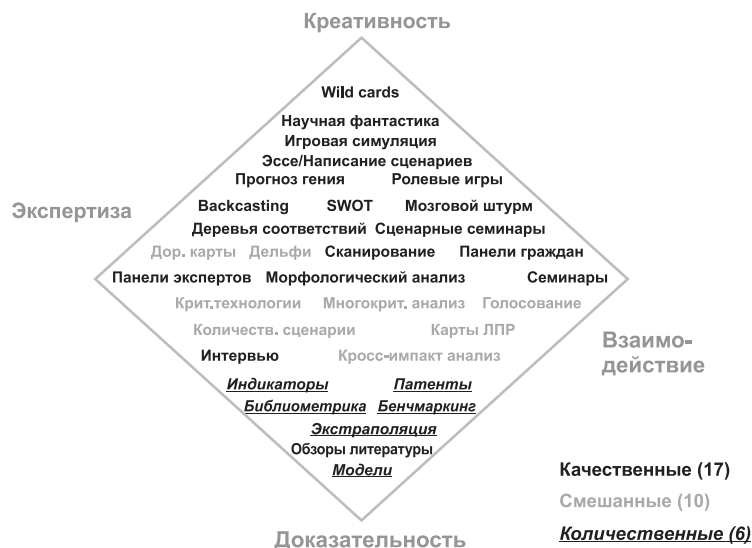 Креативность
Wild cards
Научная фантастика
Игровая симуляция
Эссе/Написание сценариев
Прогноз гения Ролевые игры
Экспертиза
Backcasting SWOT Мозговой штурм
Деревья соответствий Сценарные семинары
Дор. карты Дельфи Сканирование Панели граждан
Панели экспертов Морфологический анализ Семинары
Крит.технологии Многокрит. анализ Голосование
Количеств. сценарии Карты ЛПР
Взаимо-
действие
Интервью Кросс-импакт анализ
Индикаторы Патенты
Библиометрика Бенчмаркинг
Экстраполяция
Обзоры литературы
Модели
Качественные (17)
Смешанные (10)
Количественные (6)
Доказательность